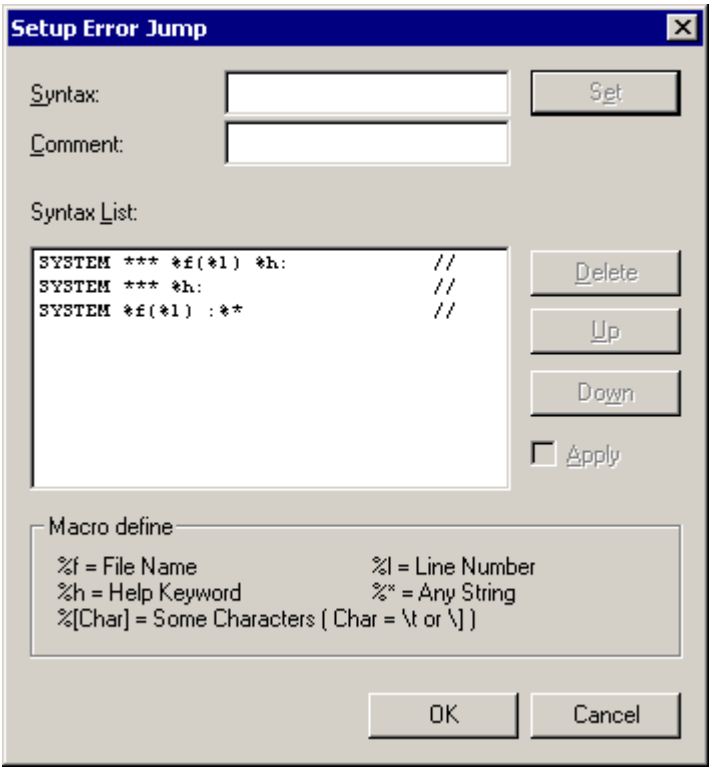 Setup Error Jump
Syntax:
Set
Comment:
Syntax List:
SYSTEM *** %f(%l) %h: //
SYSTEM *** %h: //
SYSTEM %f(%l) :%* //
Delete
Up
Down
Apply
Macro define
%f = File Name %l = Line Number
%h = Help Keyword %* = Any String
%[Char] = Some Characters ( Char = \t or \] )
OK Cancel